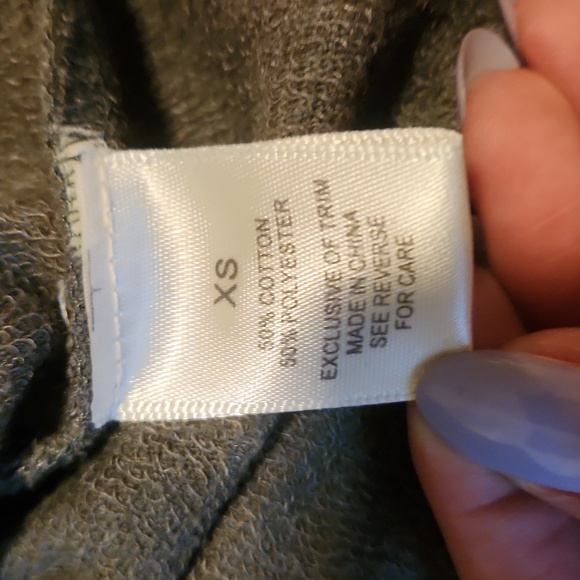 XS
50% COTTON
50% POLYESTER
EXCLUSIVE OF TRIM
MADE IN CHINA
SEE REVERSE
FOR CARE